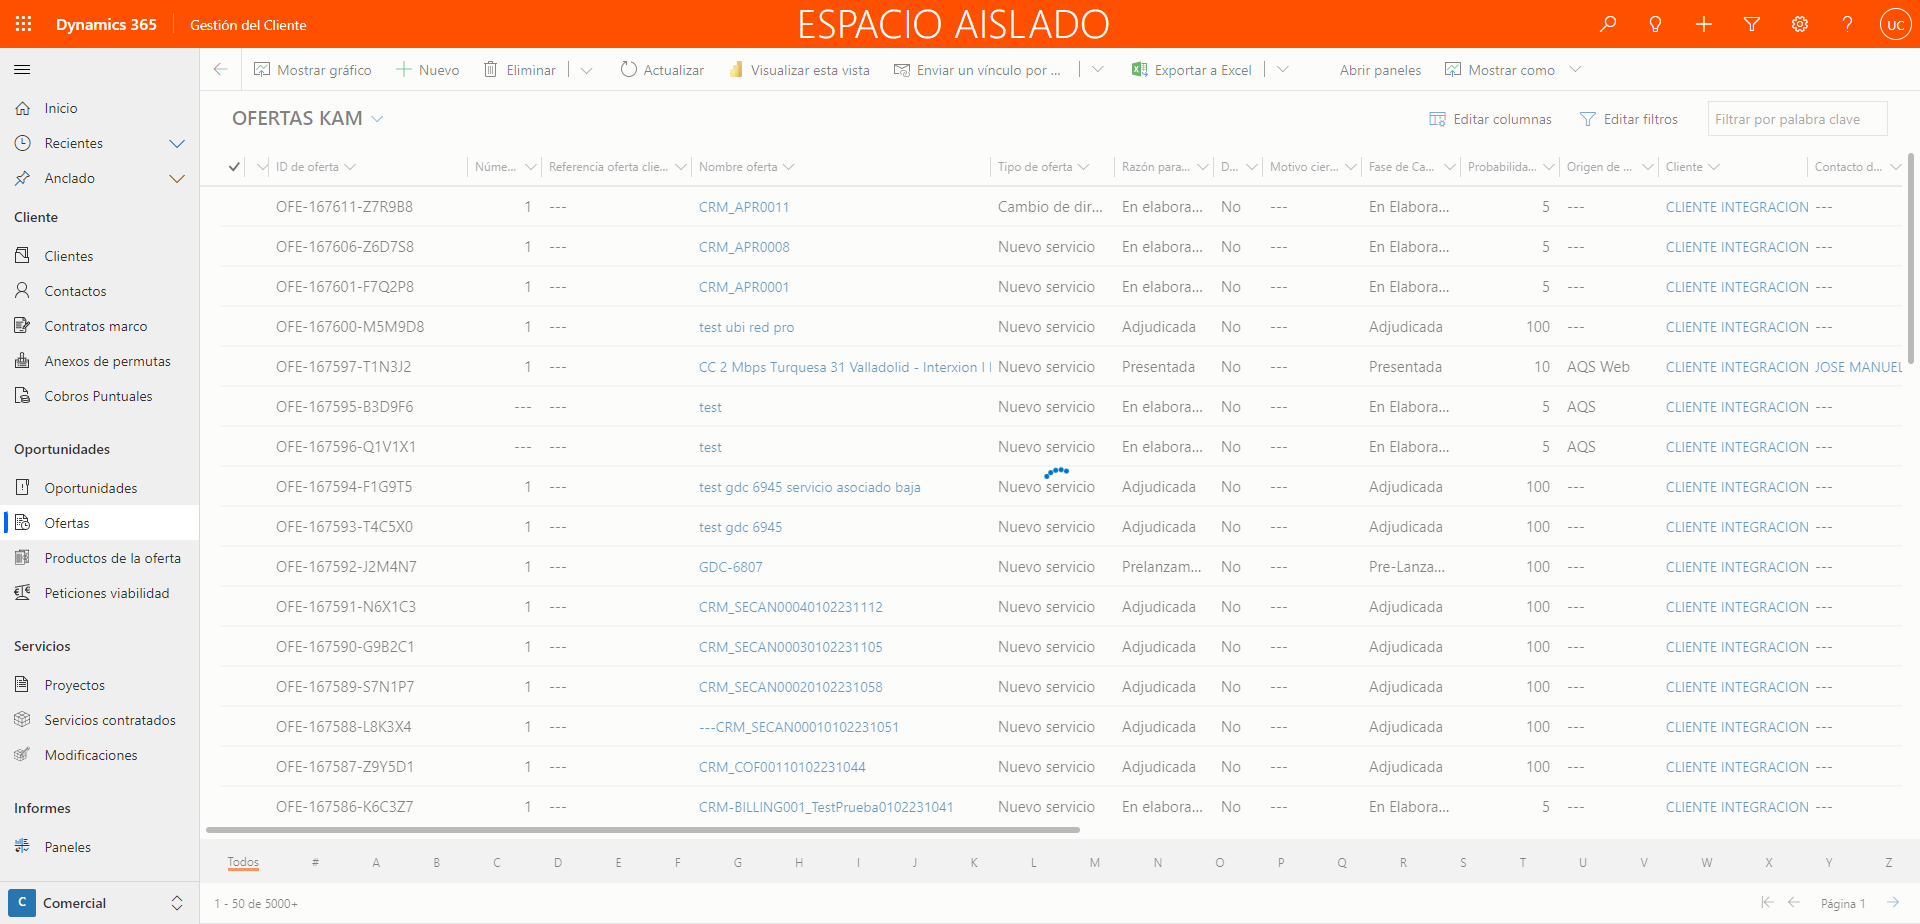 Dynamics 365
Gestión del Cliente
ESPACIO AISLADO
UC
Mostrar gráfico
Nuevo
Eliminar
Actualizar
Visualizar esta vista
Enviar un vínculo por ...
Exportar a Excel
Abrir paneles
Mostrar como
Inicio
Recientes
Anclado
Cliente
Clientes
Contactos
Contratos marco
Anexos de permutas
Cobros Puntuales
Oportunidades
Oportunidades
Ofertas
Productos de la oferta
Peticiones viabilidad
Servicios
Proyectos
Servicios contratados
Modificaciones
Informes
Paneles
C Comercial
OFERTAS KAM
Editar columnas
Editar filtros
Filtrar por palabra clave
ID de oferta Núme... Referencia oferta clie... Nombre oferta Tipo de oferta Razón para... D... Motivo cier... Fase de Ca... Probabilida... Origen de ... Cliente Contacto d...
OFE-167611-Z7R9B8 1 --- CRM_APR0011 Cambio de dir... En elabora... No --- En Elabora... 5 --- CLIENTE INTEGRACION ---
OFE-167606-Z6D7S8 1 --- CRM_APR0008 Nuevo servicio En elabora... No --- En Elabora... 5 --- CLIENTE INTEGRACION ---
OFE-167601-F7Q2P8 1 --- CRM_APR0001 Nuevo servicio En elabora... No --- En Elabora... 5 --- CLIENTE INTEGRACION ---
OFE-167600-M5M9D8 1 --- test ubi red pro Nuevo servicio Adjudicada No --- Adjudicada 100 --- CLIENTE INTEGRACION ---
OFE-167597-T1N3J2 1 --- CC 2 Mbps Turquesa 31 Valladolid - Interxion I Nuevo servicio Presentada No --- Presentada 10 AQS Web CLIENTE INTEGRACION JOSE MANUEL
OFE-167595-B3D9F6 --- --- test Nuevo servicio En elabora... No --- En Elabora... 5 AQS CLIENTE INTEGRACION ---
OFE-167596-Q1V1X1 --- --- test Nuevo servicio En elabora... No --- En Elabora... 5 AQS CLIENTE INTEGRACION ---
OFE-167594-F1G9T5 1 --- test gdc 6945 servicio asociado baja Nuevo servicio Adjudicada No --- Adjudicada 100 --- CLIENTE INTEGRACION ---
OFE-167593-T4C5X0 1 --- test gdc 6945 Nuevo servicio Adjudicada No --- Adjudicada 100 --- CLIENTE INTEGRACION ---
OFE-167592-J2M4N7 1 --- GDC-6807 Nuevo servicio Prelanzam... No --- Pre-Lanza... 100 --- CLIENTE INTEGRACION ---
OFE-167591-N6X1C3 1 --- CRM_SECAN00040102231112 Nuevo servicio Adjudicada No --- Adjudicada 100 --- CLIENTE INTEGRACION ---
OFE-167590-G9B2C1 1 --- CRM_SECAN00030102231105 Nuevo servicio Adjudicada No --- Adjudicada 100 --- CLIENTE INTEGRACION ---
OFE-167589-S7N1P7 1 --- CRM_SECAN00020102231058 Nuevo servicio Adjudicada No --- Adjudicada 100 --- CLIENTE INTEGRACION ---
OFE-167588-L8K3X4 1 --- ---CRM_SECAN00010102231051 Nuevo servicio Adjudicada No --- Adjudicada 100 --- CLIENTE INTEGRACION ---
OFE-167587-Z9Y5D1 1 --- CRM_COF00110102231044 Nuevo servicio Adjudicada No --- Adjudicada 100 --- CLIENTE INTEGRACION ---
OFE-167586-K6C3Z7 1 --- CRM-BILLING001_TestPrueba0102231041 Nuevo servicio En elabora... No --- En Elabora... 5 --- CLIENTE INTEGRACION ---
Todos # A B C D E F G H I J K L M N O P Q R S T U V W X Y Z
1 - 50 de 5000+
Página 1